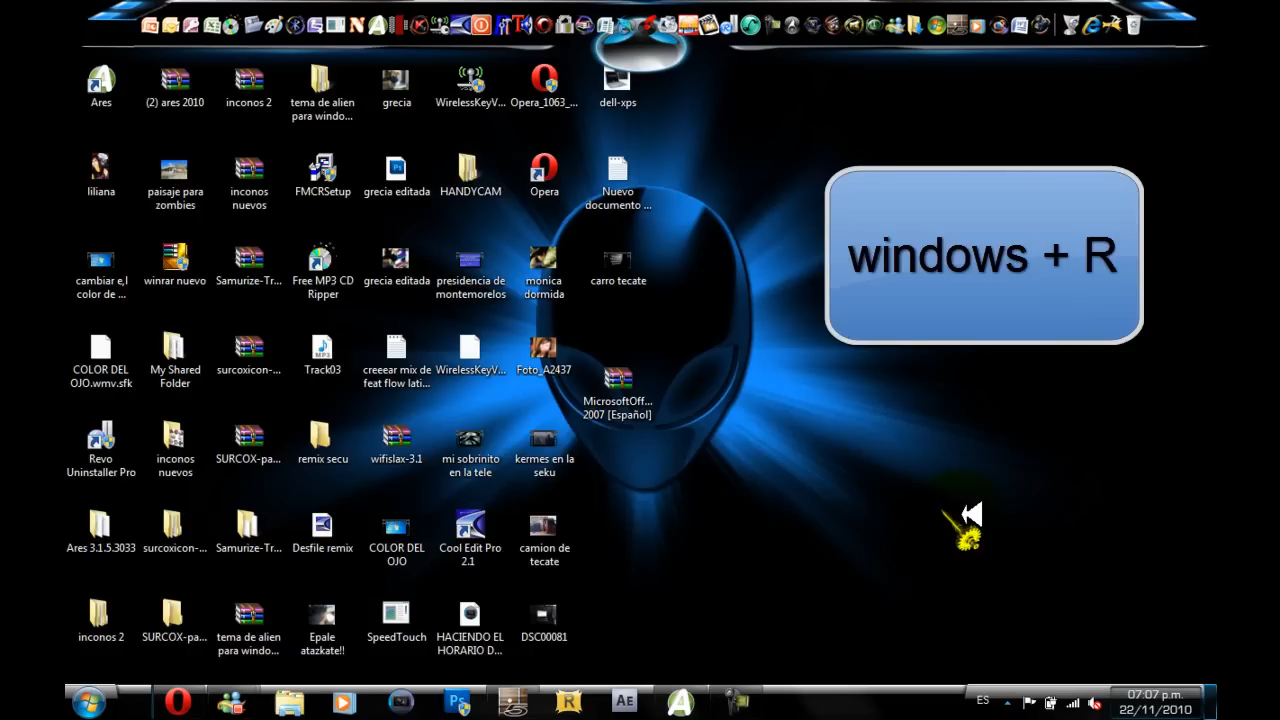 Ares
(2) ares 2010
inconos 2
tema de alien
para windo...
grecia
WirelessKeyV...
Opera_1063_...
dell-xps
liliana
paisaje para
zombies
inconos
nuevos
FMCRSetup
grecia editada
HANDYCAM
Opera
Nuevo
documento ...
windows + R
cambiar e,l
color de ...
winrar nuevo
Samurize-Tr...
Free MP3 CD
Ripper
grecia editada
presidencia de
montemorelos
monica
dormida
carro tecate
COLOR DEL
OJO.wmv.sfk
My Shared
Folder
surcoxicon-...
Track03
creeear mix de
feat flow lati...
WirelessKeyV...
Foto_A2437
MicrosoftOff...
2007 [Español]
Revo
Uninstaller Pro
inconos
nuevos
SURCOX-pa...
remix secu
wifislax-3.1
mi sobrinito
en la tele
kermes en la
seku
Ares 3.1.5.3033
surcoxicon-...
Samurize-Tr...
Desfile remix
COLOR DEL
OJO
Cool Edit Pro
2.1
camion de
tecate
inconos 2
SURCOX-pa...
tema de alien
para windo...
Epale
atazkate!!
SpeedTouch
HACIENDO EL
HORARIO D...
DSC00081
Ps
R
AE
ES
07:07 p.m.
22/11/2010